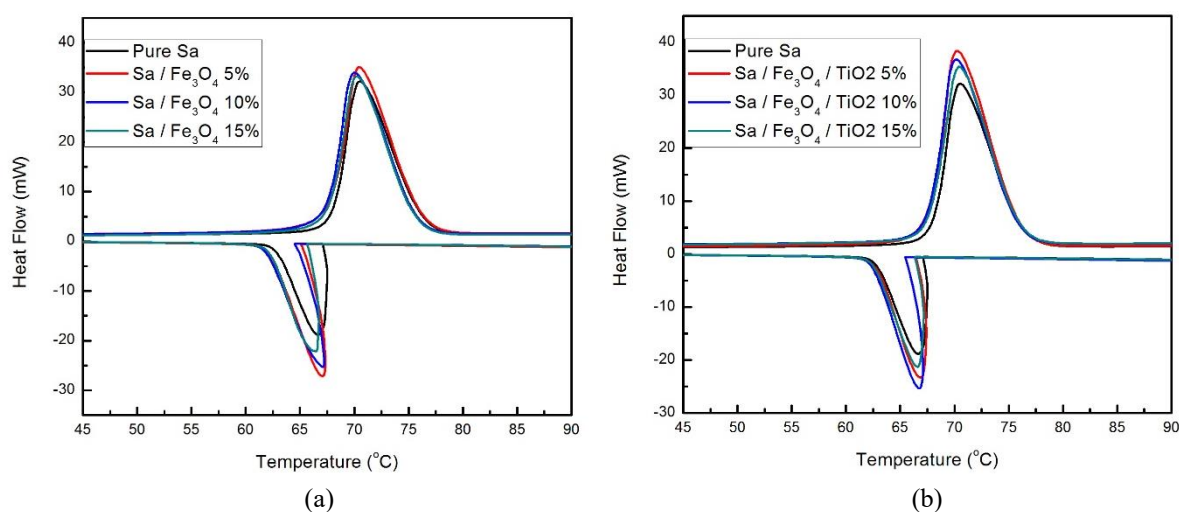 Pure Sa
Sa / Fe₃O₄ 5%
Sa / Fe₃O₄ 10%
Sa / Fe₃O₄ 15%
40
30
20
10
0
-10
-20
-30
Heat Flow (mW)
45 50 55 60 65 70 75 80 85 90
Temperature (°C)
(a)
Pure Sa
Sa / Fe₃O₄ / TiO2 5%
Sa / Fe₃O₄ / TiO2 10%
Sa / Fe₃O₄ / TiO2 15%
40
30
20
10
0
-10
-20
-30
Heat Flow (mW)
45 50 55 60 65 70 75 80 85 90
Temperature (°C)
(b)